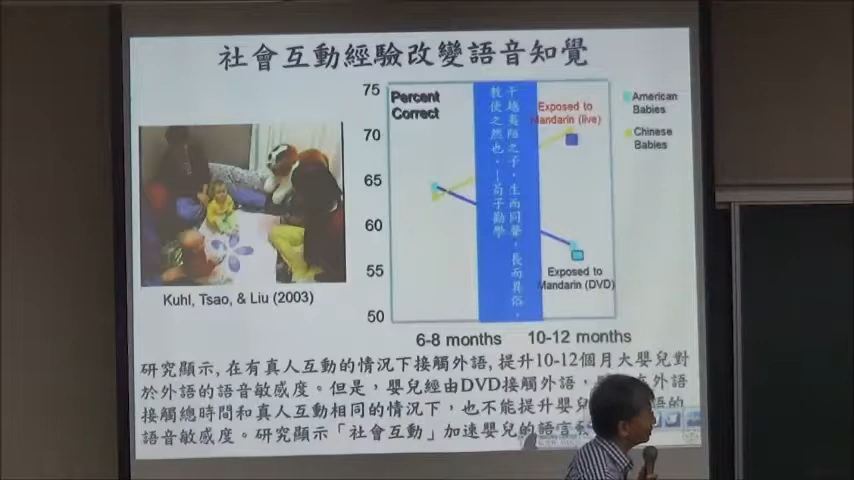 社會互動經驗改變語音知覺
75
70
65
60
55
50
Percent
Correct
干越夷陌之子，生而同聲，長而異俗，
教使之然也。－荀子勸學
Exposed to
Mandarin (live)
American
Babies
Chinese
Babies
Exposed to
Mandarin (DVD)
6-8 months
10-12 months
Kuhl, Tsao, & Liu (2003)
研究顯示, 在有真人互動的情況下接觸外語, 提升10-12個月大嬰兒對
於外語的語音敏感度。但是，嬰兒經由DVD接觸外語，外語
接觸總時間和真人互動相同的情況下，也不能提升嬰兒語的
語音敏感度。研究顯示「社會互動」加速嬰兒的語言